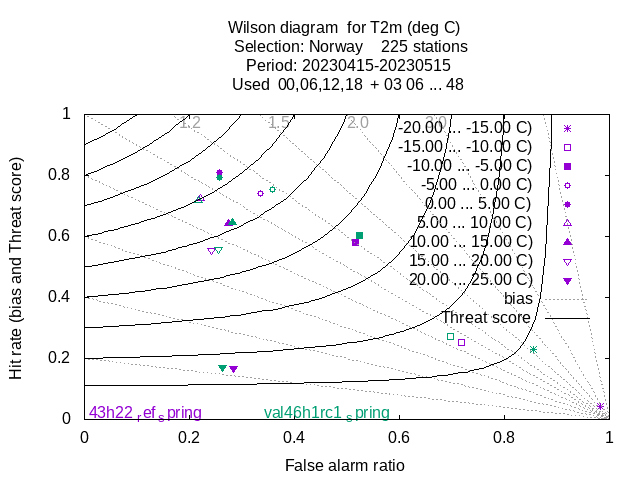 Wilson diagram  for T2m (deg C)
Selection: Norway    225 stations
Period: 20230415-20230515
Used  00,06,12,18  + 03 06 ... 48
Hit rate (bias and Threat score)
1
0.8
0.6
0.4
0.2
0
1.2
1.5
2.0
3.0
-20.00 ... -15.00 C)
-15.00 ... -10.00 C)
-10.00 ... -5.00 C)
-5.00 ... 0.00 C)
0.00 ... 5.00 C)
5.00 ... 10.00 C)
10.00 ... 15.00 C)
15.00 ... 20.00 C)
20.00 ... 25.00 C)
bias
Threat score
43h22_ref_spring
val46h1rc1_spring
0 0.2 0.4 0.6 0.8 1
False alarm ratio